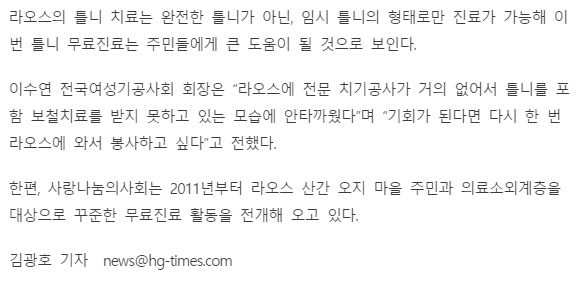 라오스의 틀니 치료는 완전한 틀니가 아닌, 임시 틀니의 형태로만 진료가 가능해 이
번 틀니 무료진료는 주민들에게 큰 도움이 될 것으로 보인다.
이수연 전국여성기공사회 회장은 “라오스에 전문 치기공사가 거의 없어서 틀니를 포
함 보철치료를 받지 못하고 있는 모습에 안타까웠다”며 “기회가 된다면 다시 한 번
라오스에 와서 봉사하고 싶다”고 전했다.
한편, 사랑나눔의사회는 2011년부터 라오스 산간 오지 마을 주민과 의료소외계층을
대상으로 꾸준한 무료진료 활동을 전개해 오고 있다.
김광호 기자 news@hg-times.com